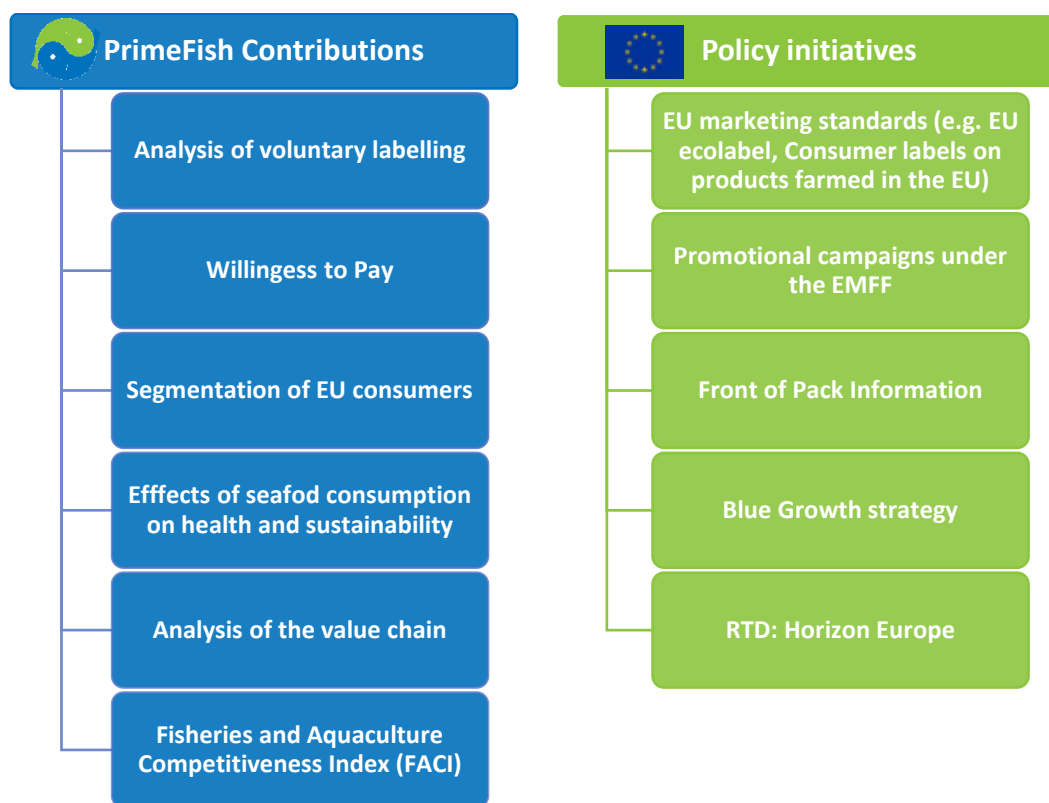 PrimeFish Contributions
Analysis of voluntary labelling
Willingess to Pay
Segmentation of EU consumers
Efffects of seafod consumption
on health and sustainability
Analysis of the value chain
Fisheries and Aquaculture
Competitiveness Index (FACI)
Policy initiatives
EU marketing standards (e.g. EU
ecolabel, Consumer labels on
products farmed in the EU)
Promotional campaigns under
the EMFF
Front of Pack Information
Blue Growth strategy
RTD: Horizon Europe